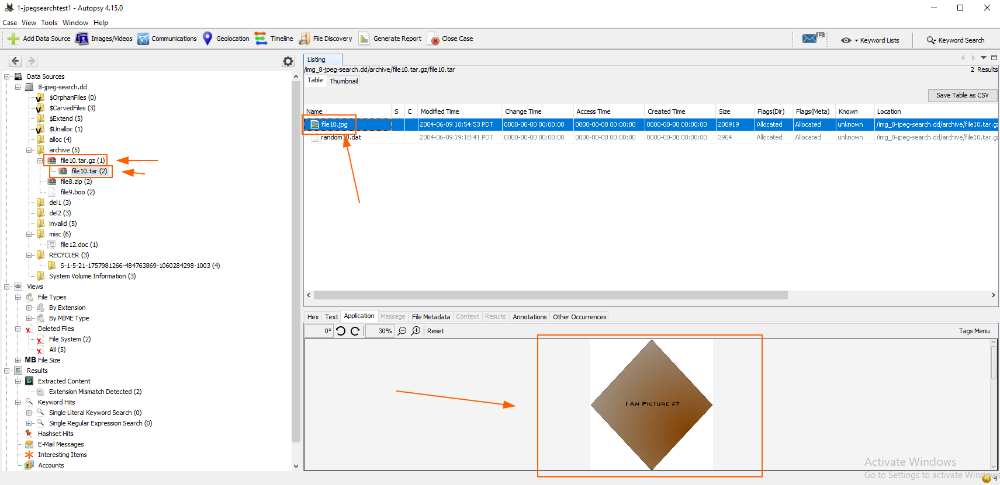 1-jpegsearchtest1 - Autopsy 4.15.0
Case View Tools Window Help
Add Data Source Images/Videos Communications Geolocation Timeline File Discovery Generate Report Close Case 13 Keyword Lists Keyword Search
Data Sources
8-jpeg-search.dd
$OrphanFiles (0)
$CarvedFiles (3)
$Extend (5)
$Unalloc (1)
alloc (4)
archive (5)
file10.tar.gz (1)
file10.tar (2)
file8.zip (2)
file9.boo (2)
del1 (3)
del2 (3)
invalid (5)
misc (6)
file12.doc (1)
RECYCLER (3)
S-1-5-21-1757981266-484763869-1060284298-1003 (4)
System Volume Information (3)
Views
File Types
By Extension
By MIME Type
Deleted Files
File System (2)
All (5)
MB File Size
Results
Extracted Content
Extension Mismatch Detected (2)
Keyword Hits
Single Literal Keyword Search (0)
Single Regular Expression Search (0)
Hashset Hits
E-Mail Messages
Interesting Items
Accounts
Listing
/img_8-jpeg-search.dd/archive/file10.tar.gz/file10.tar 2 Results
Table Thumbnail
Save Table as CSV
Name S C Modified Time Change Time Access Time Created Time Size Flags(Dir) Flags(Meta) Known Location
file10.jpg 2004-06-09 18:54:53 PDT 0000-00-00 00:00:00 0000-00-00 00:00:00 0000-00-00 00:00:00 208919 Allocated Allocated unknown /img_8-jpeg-search.dd/archive/file10.tar.gz
random10.dat 2004-06-09 19:18:41 PDT 0000-00-00 00:00:00 0000-00-00 00:00:00 0000-00-00 00:00:00 3904 Allocated Allocated unknown /img_8-jpeg-search.dd/archive/file10.tar.gz
Hex Text Application Message File Metadata Context Results Annotations Other Occurrences
0° 30% Reset Tags Menu
I Am Picture #7
Activate Windows
Go to Settings to activate Windows
4